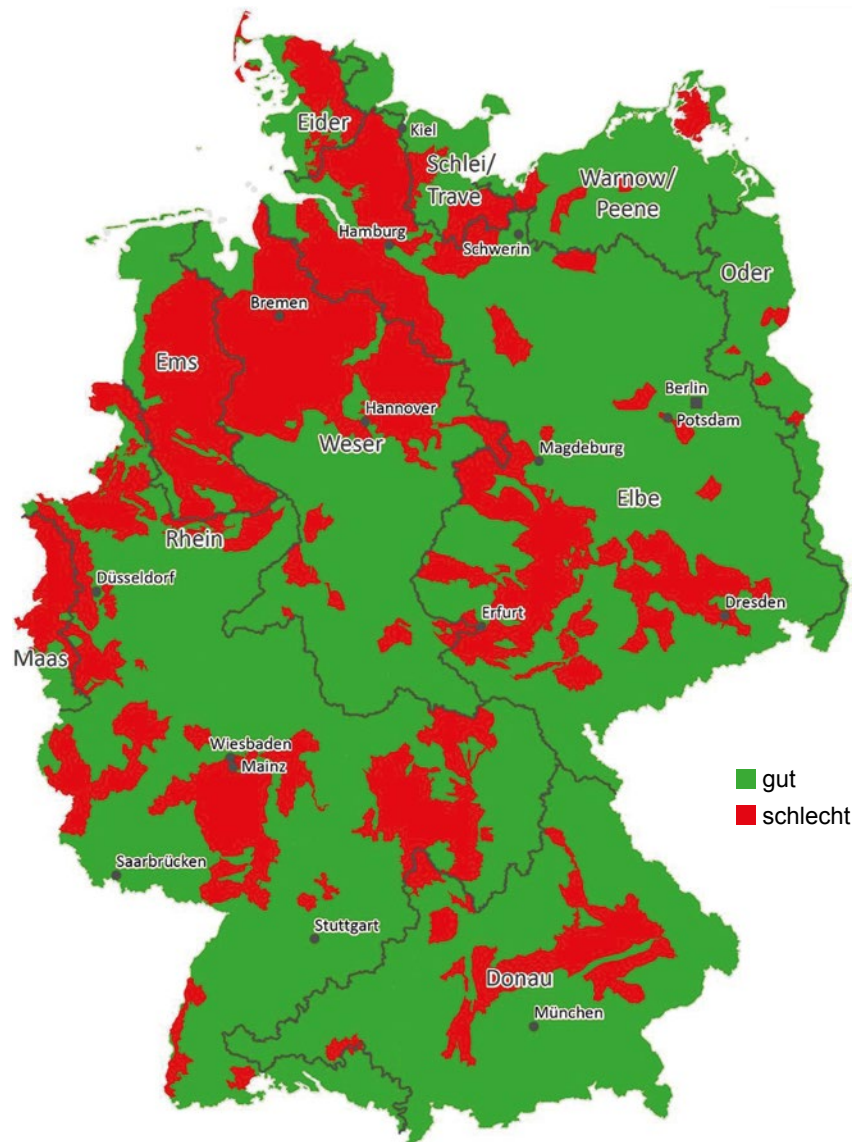 Eider
Kiel
Schlei/
Trave
Warnow/
Peene
Hamburg
Schwerin
Oder
Bremen
Ems
Berlin
Hannover
Potsdam
Weser
Magdeburg
Elbe
Rhein
Düsseldorf
Dresden
Erfurt
Maas
Wiesbaden
Mainz
gut
schlecht
Saarbrücken
Stuttgart
Donau
München